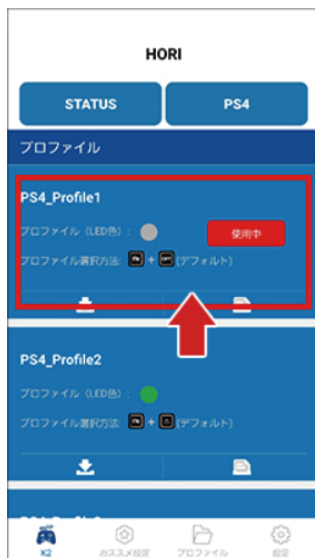 HORI
STATUS
PS4
プロファイル
PS4_Profile1
プロファイル（LED色）：
使用中
プロファイル選択方法: + (デフォルト)
PS4_Profile2
プロファイル（LED色）：
プロファイル選択方法: + (デフォルト)
K2
おススメ設定
プロファイル
設定